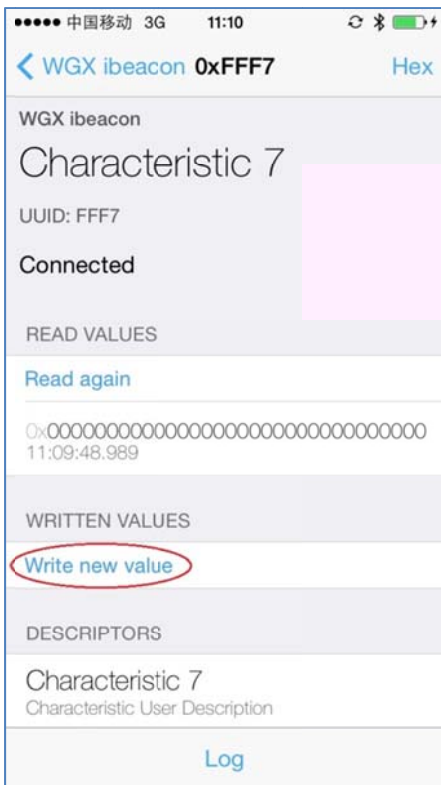 中国移动 3G 11:10
WGX ibeacon 0xFFF7 Hex
WGX ibeacon
Characteristic 7
UUID: FFF7
Connected
READ VALUES
Read again
0x00000000000000000000000000000000
11:09:48.989
WRITTEN VALUES
Write new value
DESCRIPTORS
Characteristic 7
Characteristic User Description
Log